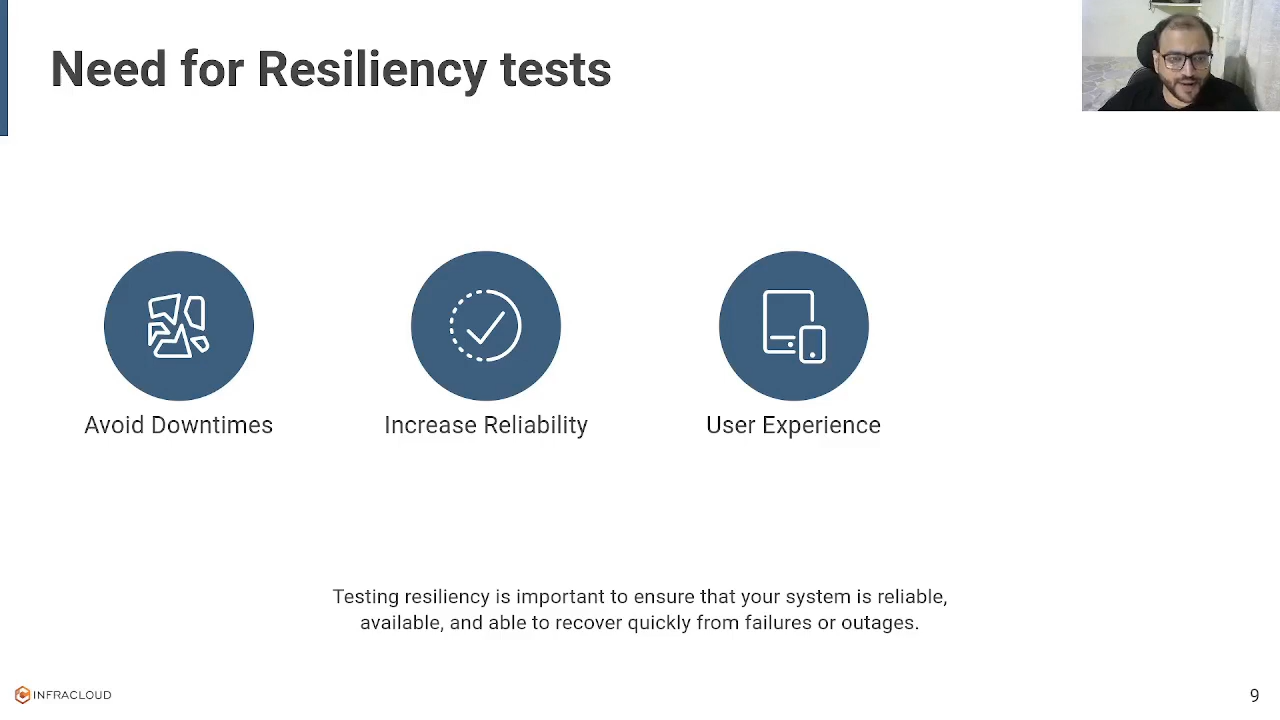 Need for Resiliency tests
Avoid Downtimes
Increase Reliability
User Experience
Testing resiliency is important to ensure that your system is reliable,
available, and able to recover quickly from failures or outages.
INFRACLOUD
9